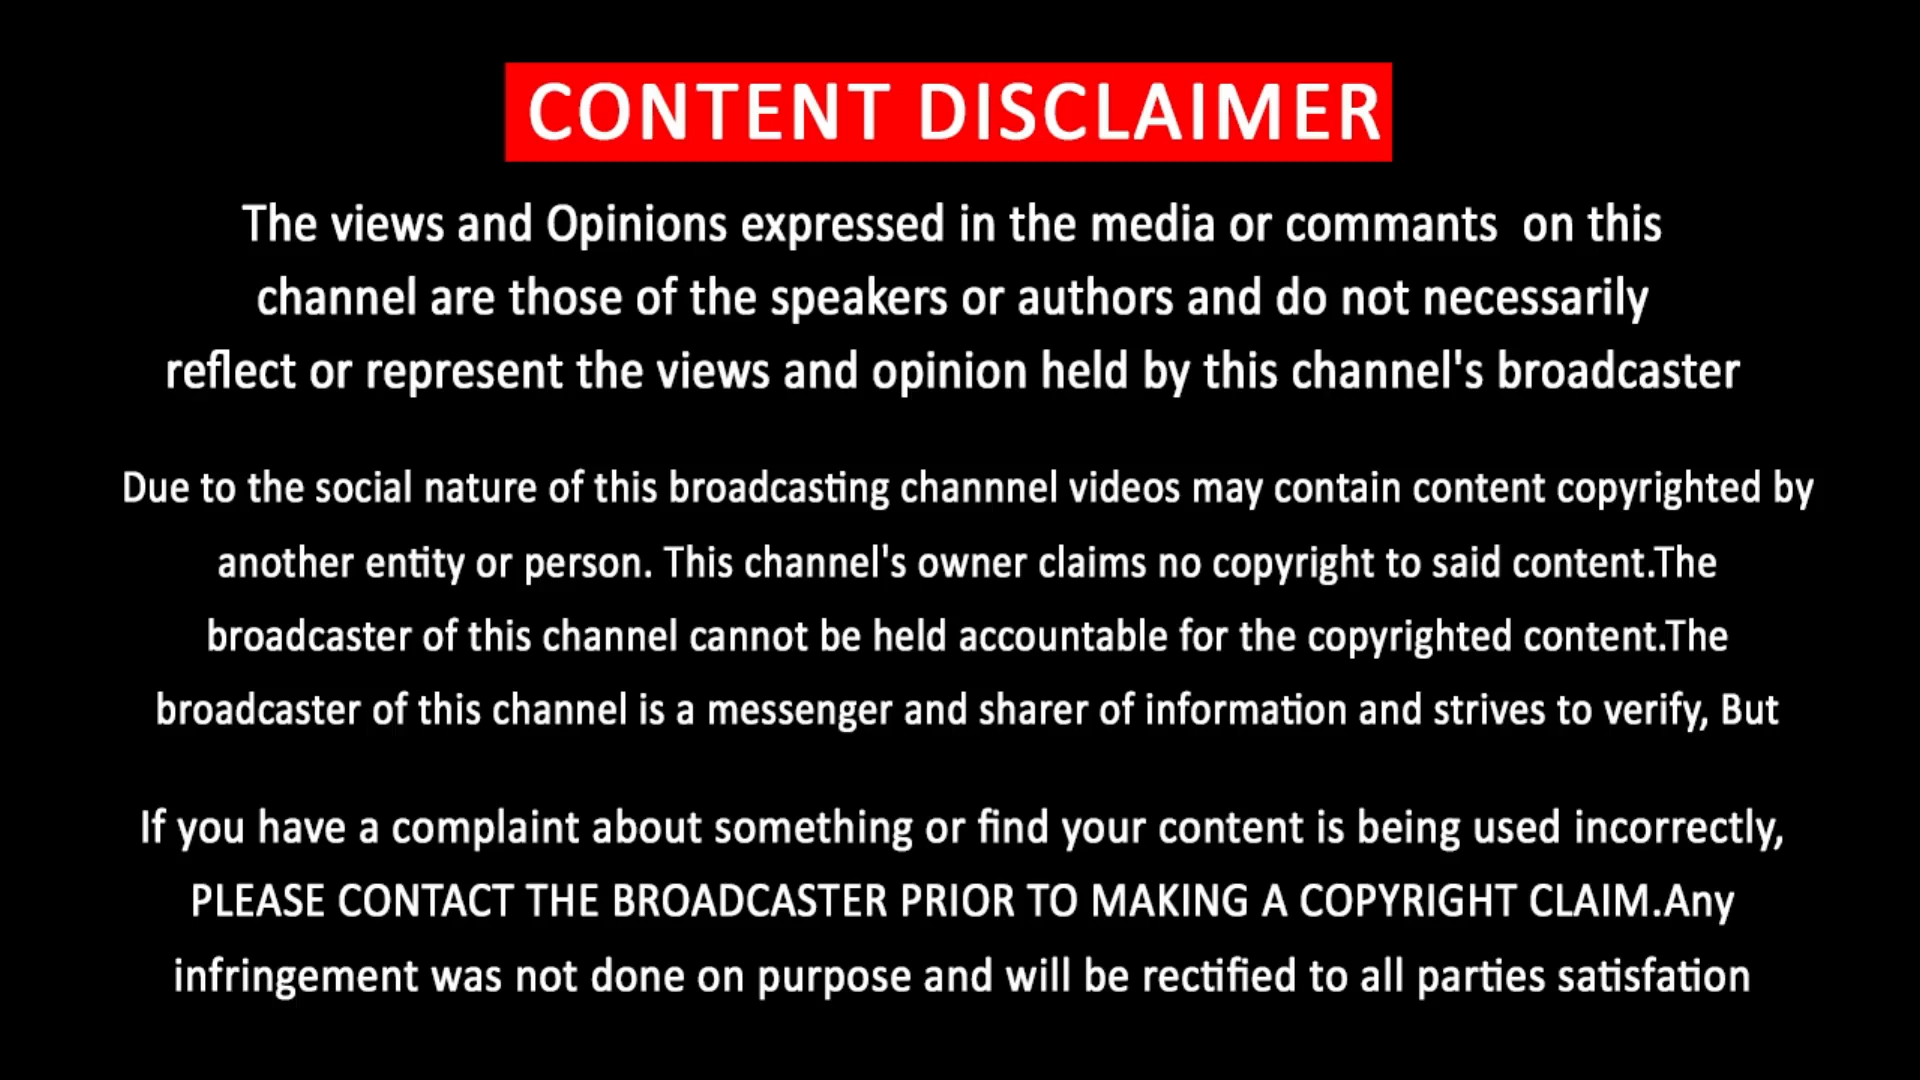 CONTENT DISCLAIMER
The views and Opinions expressed in the media or commants on this
channel are those of the speakers or authors and do not necessarily
reflect or represent the views and opinion held by this channel's broadcaster
Due to the social nature of this broadcasting channnel videos may contain content copyrighted by
another entity or person. This channel's owner claims no copyright to said content.The
broadcaster of this channel cannot be held accountable for the copyrighted content.The
broadcaster of this channel is a messenger and sharer of information and strives to verify, But
If you have a complaint about something or find your content is being used incorrectly,
PLEASE CONTACT THE BROADCASTER PRIOR TO MAKING A COPYRIGHT CLAIM.Any
infringement was not done on purpose and will be rectified to all parties satisfation